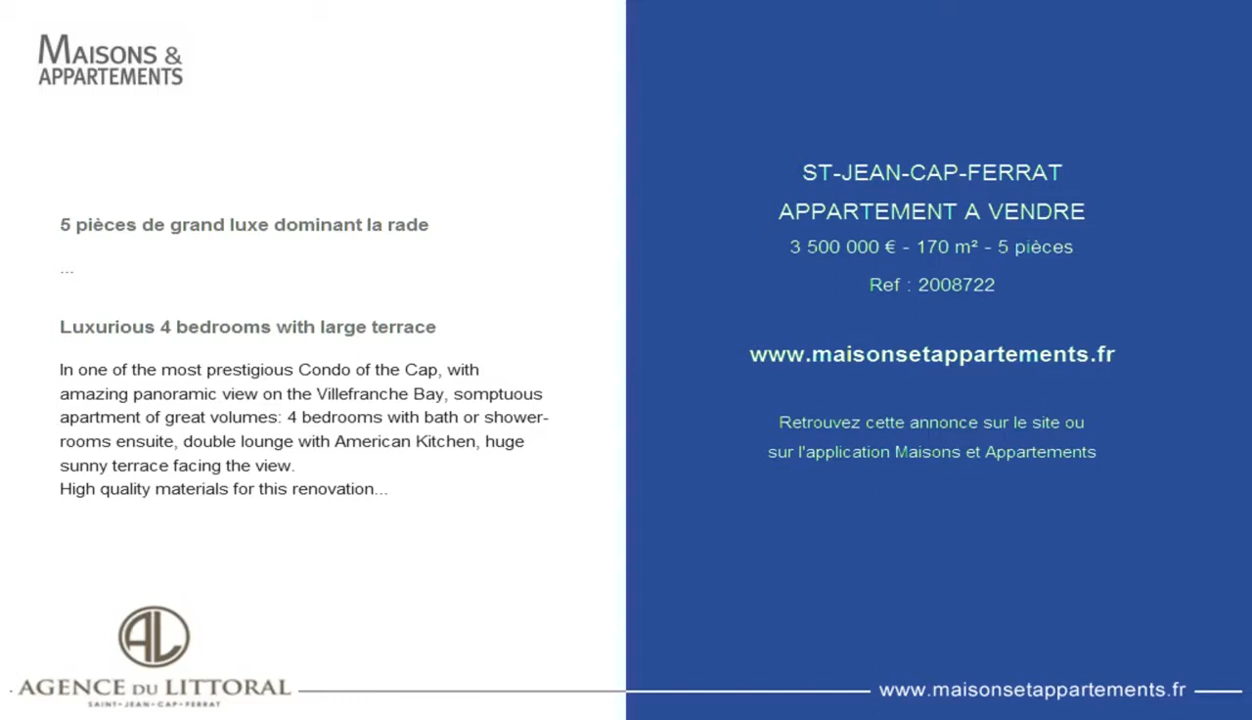 MAISONS &
APPARTEMENTS
5 pièces de grand luxe dominant la rade
...
Luxurious 4 bedrooms with large terrace
In one of the most prestigious Condo of the Cap, with
amazing panoramic view on the Villefranche Bay, somptuous
apartment of great volumes: 4 bedrooms with bath or shower-
rooms ensuite, double lounge with American Kitchen, huge
sunny terrace facing the view.
High quality materials for this renovation...
AL
AGENCE DU LITTORAL
SAINT-JEAN-CAP-FERRAT
ST-JEAN-CAP-FERRAT
APPARTEMENT A VENDRE
3 500 000 € - 170 m² - 5 pièces
Ref : 2008722
www.maisonsetappartements.fr
Retrouvez cette annonce sur le site ou
sur l'application Maisons et Appartements
www.maisonsetappartements.fr